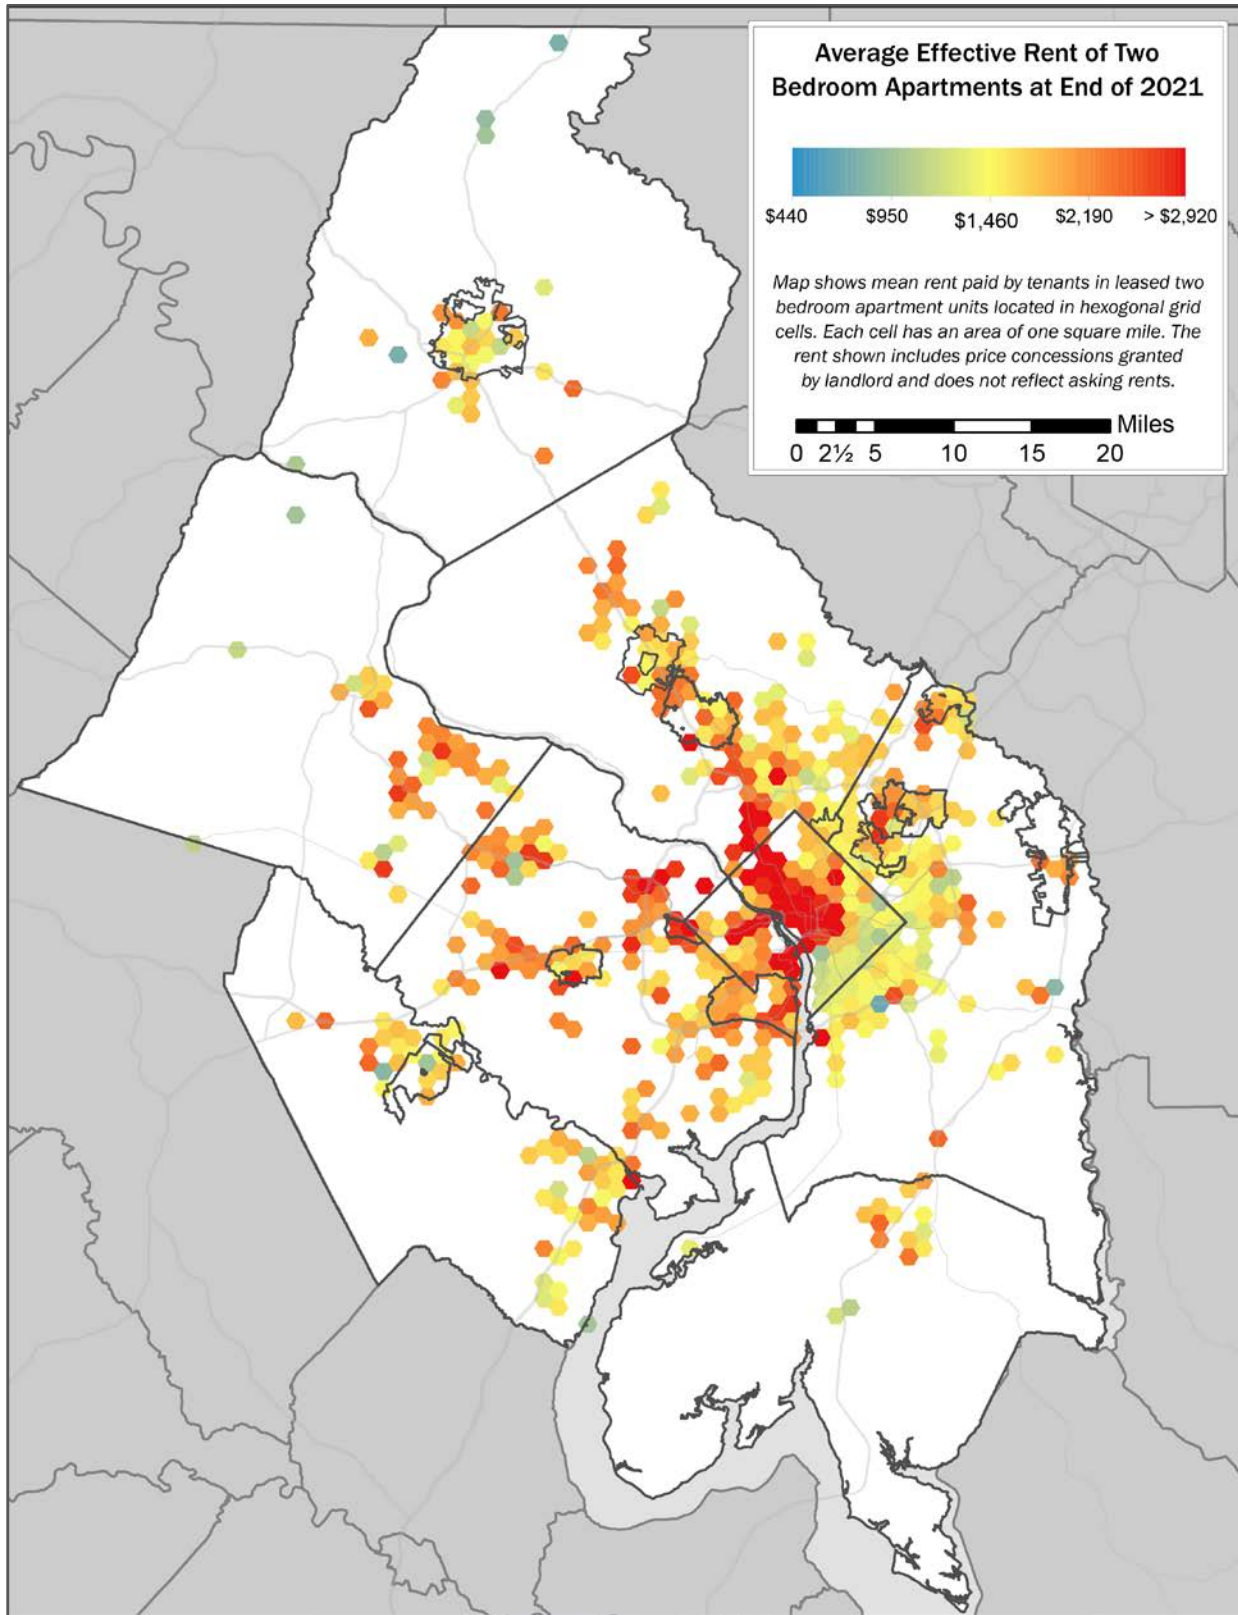 Average Effective Rent of Two
Bedroom Apartments at End of 2021
$440 $950 $1,460 $2,190 > $2,920
Map shows mean rent paid by tenants in leased two
bedroom apartment units located in hexogonal grid
cells. Each cell has an area of one square mile. The
rent shown includes price concessions granted
by landlord and does not reflect asking rents.
Miles
0 2½ 5 10 15 20